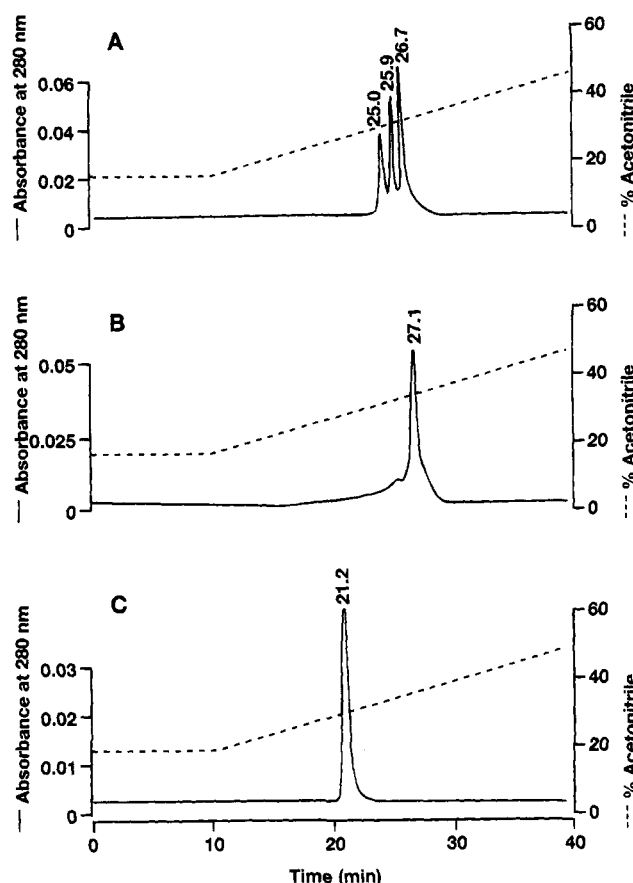 A
25.0
25.9
26.7
— Absorbance at 280 nm
0.06
0.04
0.02
0
60
40
20
0
--- % Acetonitrile
B
27.1
— Absorbance at 280 nm
0.05
0.025
0
60
40
20
0
--- % Acetonitrile
C
21.2
— Absorbance at 280 nm
0.03
0.02
0.01
0
60
40
20
0
--- % Acetonitrile
0 10 20 30 40
Time (min)